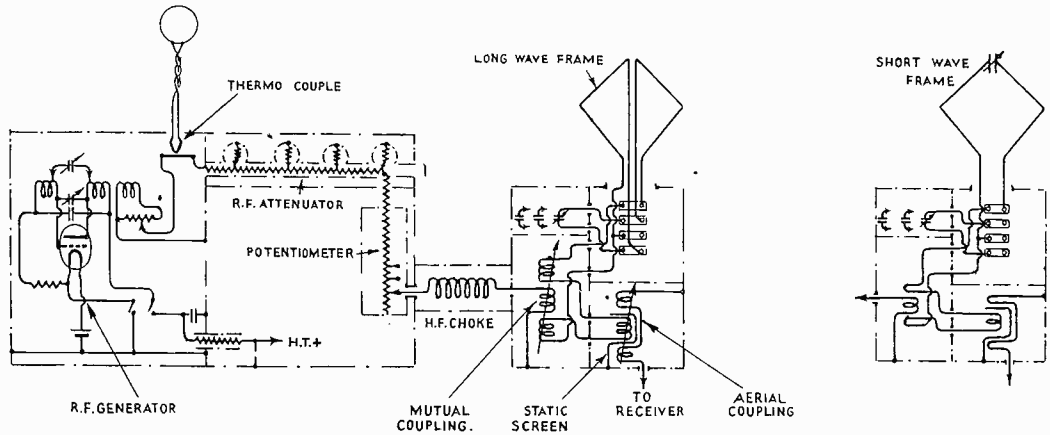 THERMO COUPLE
LONG WAVE FRAME
SHORT WAVE
FRAME
R.F. ATTENUATOR
POTENTIOMETER
H.F. CHOKE
H.T.+
R.F. GENERATOR
MUTUAL
COUPLING.
STATIC
SCREEN
TO
RECEIVER
AERIAL
COUPLING